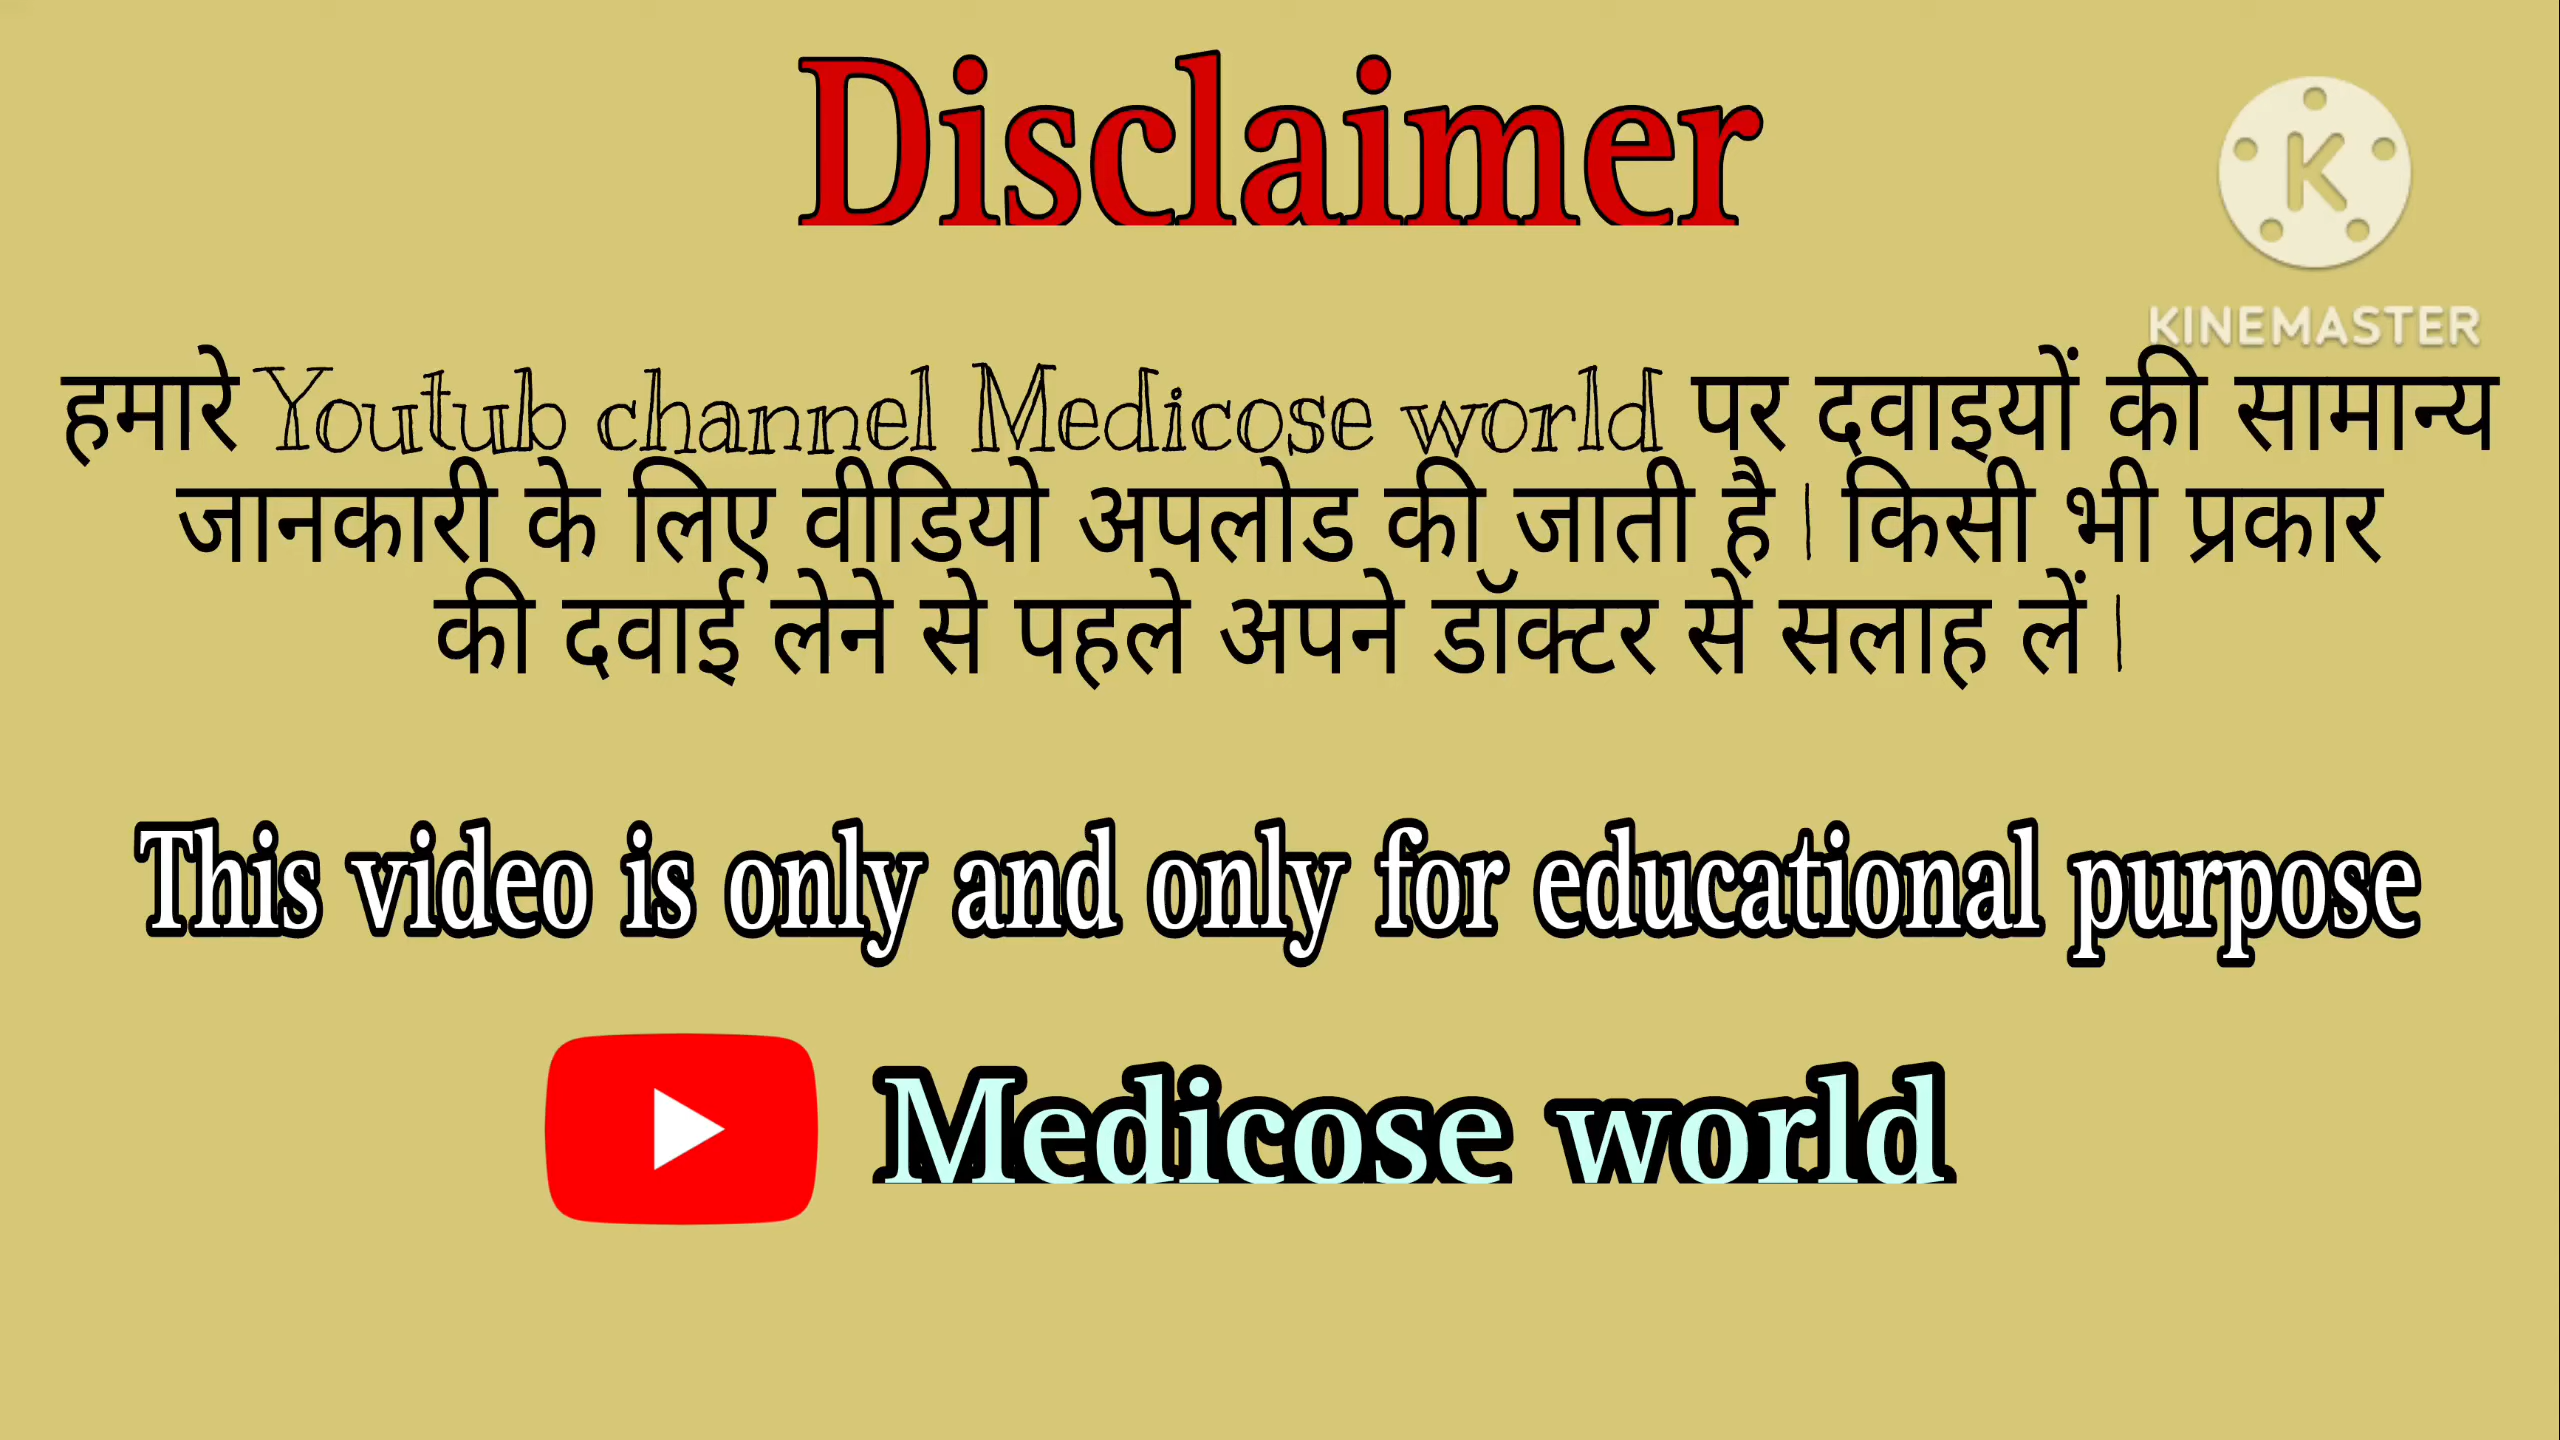 Disclaimer
KINEMASTER
हमारे Youtub channel Medicose world पर दवाइयों की सामान्य
जानकारी के लिए वीडियो अपलोड की जाती है। किसी भी प्रकार
की दवाई लेने से पहले अपने डॉक्टर से सलाह लें।
This video is only and only for educational purpose
Medicose world